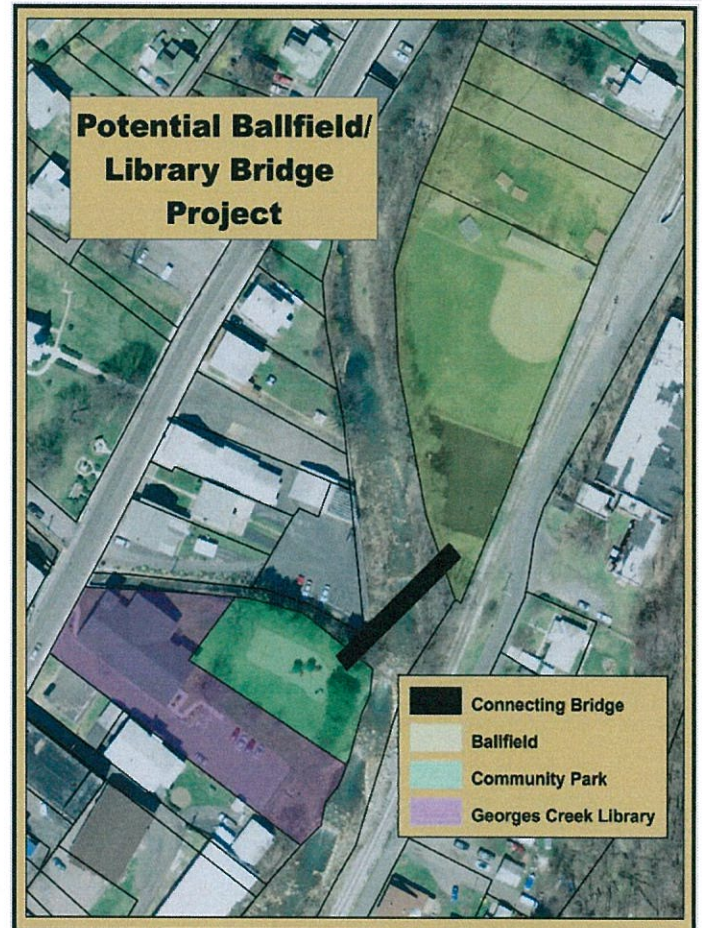 Potential Ballfield/
Library Bridge
Project
Connecting Bridge
Ballfield
Community Park
Georges Creek Library